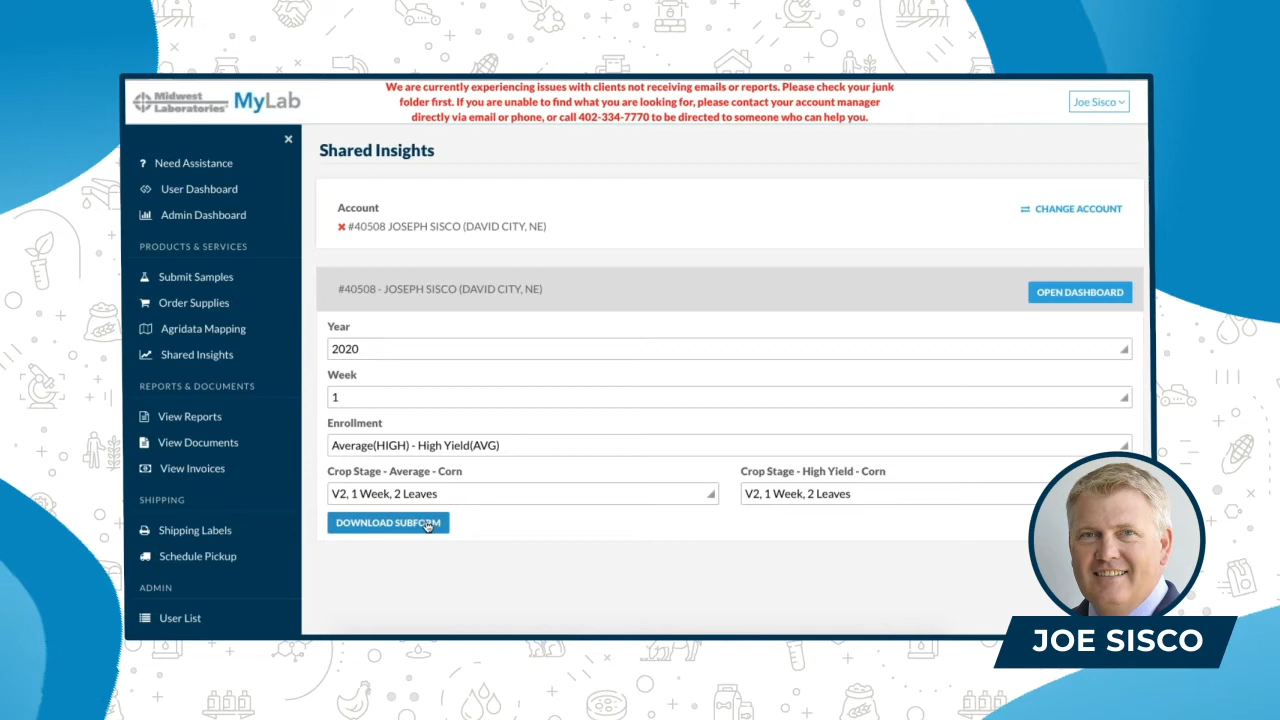 Midwest
Laboratories®
MyLab
We are currently experiencing issues with clients not receiving emails or reports. Please check your junk
folder first. If you are unable to find what you are looking for, please contact your account manager
directly via email or phone, or call 402-334-7770 to be directed to someone who can help you.
Joe Sisco
Need Assistance
User Dashboard
Admin Dashboard
PRODUCTS & SERVICES
Submit Samples
Order Supplies
Agridata Mapping
Shared Insights
REPORTS & DOCUMENTS
View Reports
View Documents
View Invoices
SHIPPING
Shipping Labels
Schedule Pickup
ADMIN
User List
Shared Insights
Account
#40508 JOSEPH SISCO (DAVID CITY, NE)
CHANGE ACCOUNT
#40508 - JOSEPH SISCO (DAVID CITY, NE)
OPEN DASHBOARD
Year
2020
Week
1
Enrollment
Average(HIGH) - High Yield(AVG)
Crop Stage - Average - Corn
V2, 1 Week, 2 Leaves
Crop Stage - High Yield - Corn
V2, 1 Week, 2 Leaves
DOWNLOAD SUBFORM
JOE SISCO